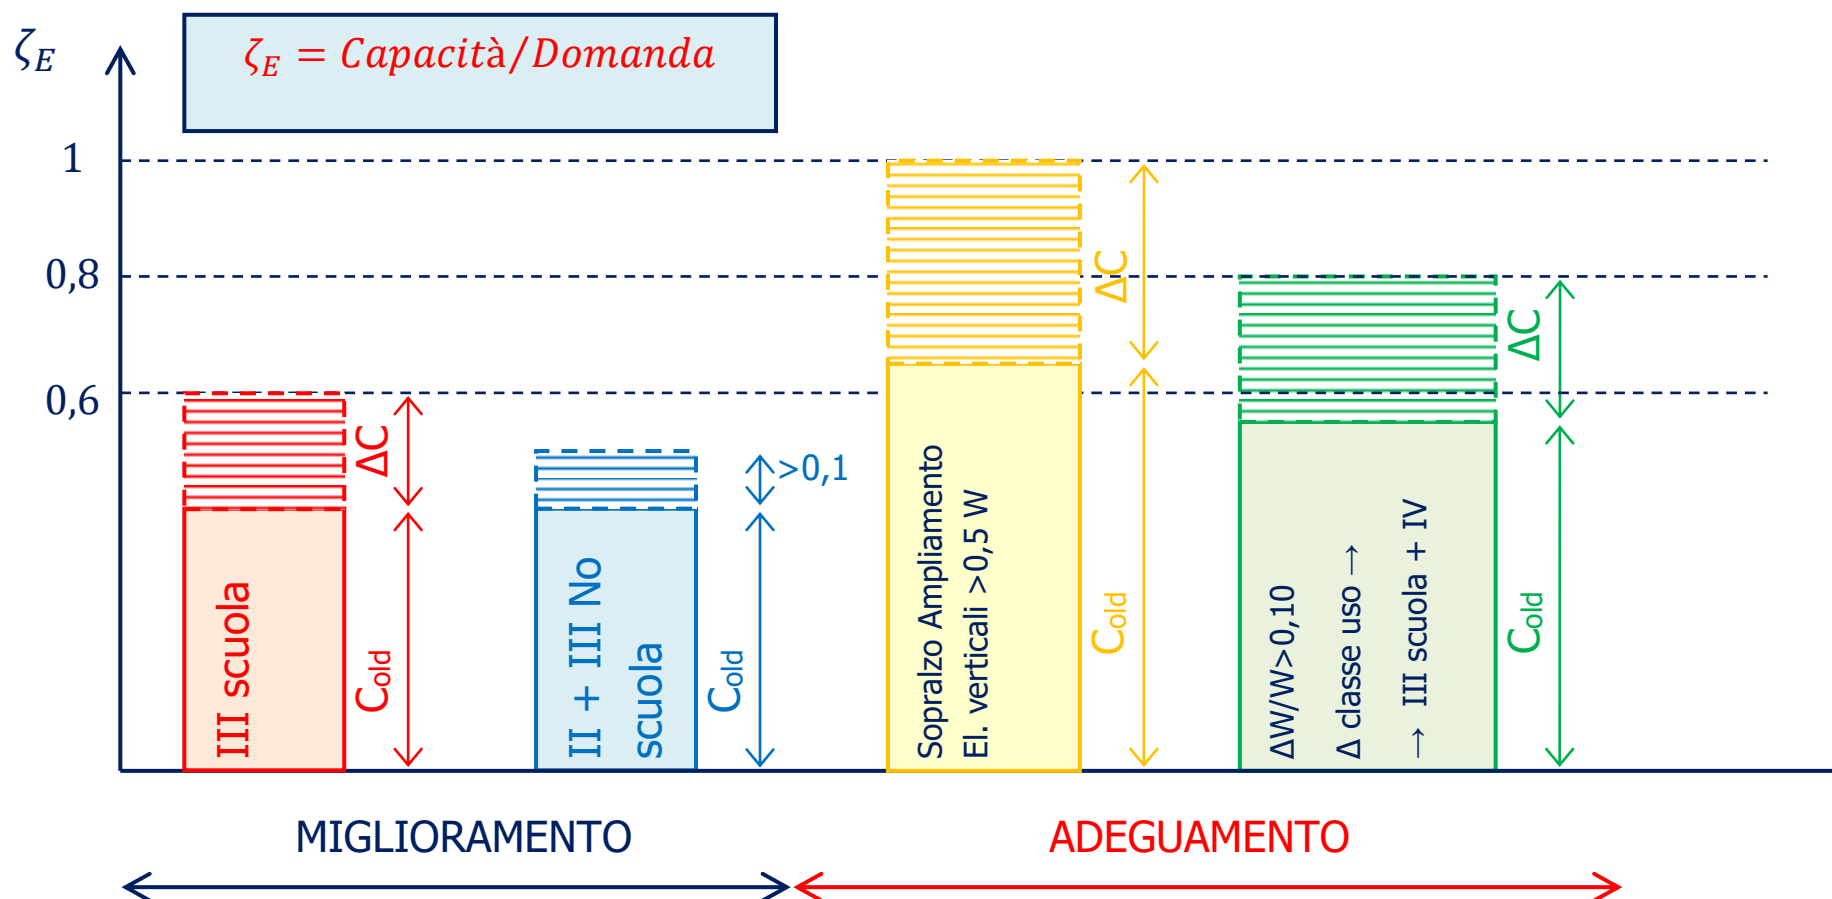 ζE
ζE = Capacità/Domanda
1
0,8
0,6
III scuola
ΔC
Cold
II + III No
scuola
>0,1
Cold
Sopralzo Ampliamento
El. verticali >0,5 W
ΔC
Cold
ΔW/W>0,10
Δ classe uso →
→ III scuola + IV
ΔC
Cold
MIGLIORAMENTO
ADEGUAMENTO